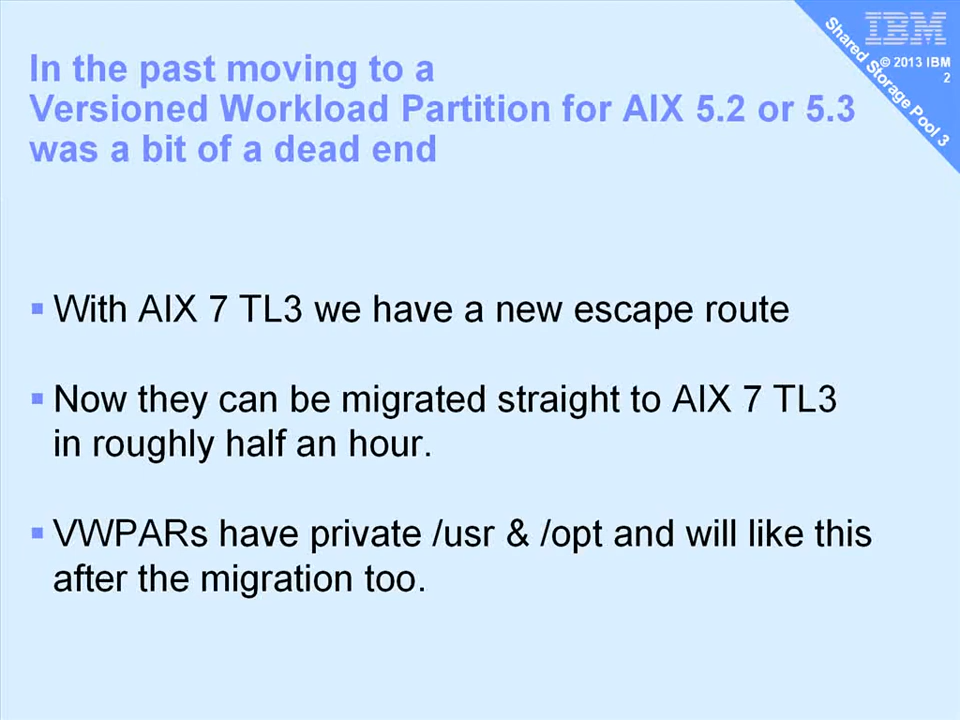 In the past moving to a
Versioned Workload Partition for AIX 5.2 or 5.3
was a bit of a dead end
IBM
© 2013 IBM
2
Shared Storage Pool 3
With AIX 7 TL3 we have a new escape route
Now they can be migrated straight to AIX 7 TL3
in roughly half an hour.
VWPARs have private /usr & /opt and will like this
after the migration too.